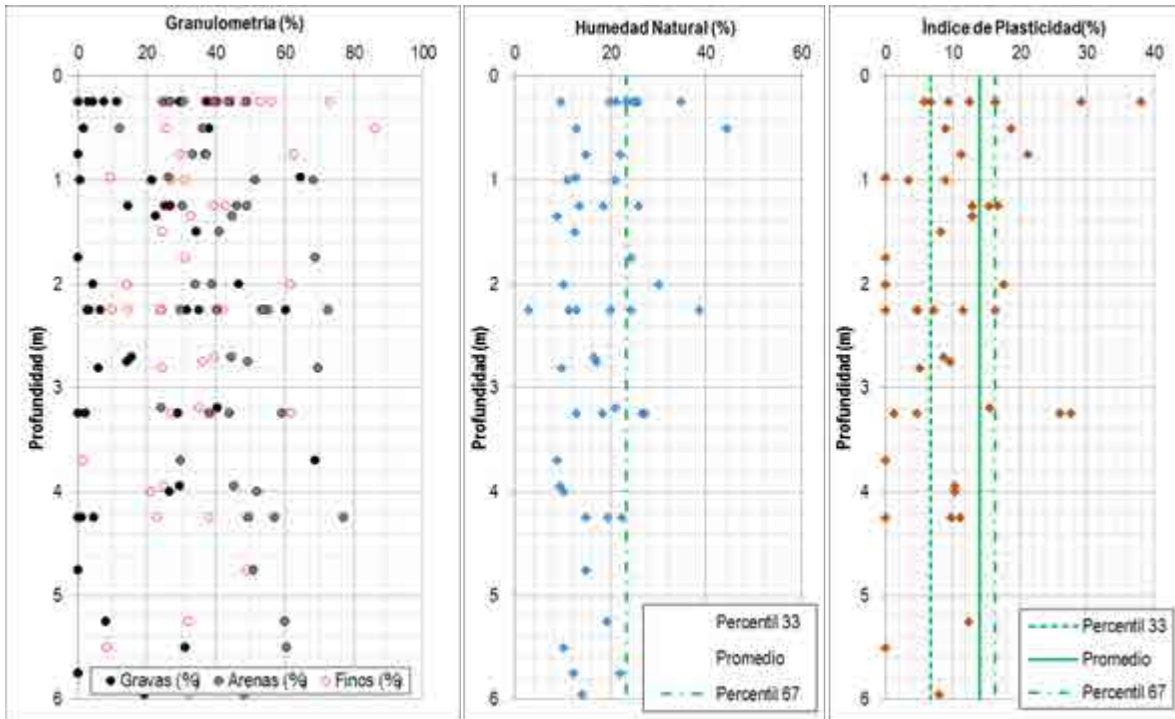 Granulometría (%)
0 20 40 60 80 100
Profundidad (m)
0
1
2
3
4
5
6
Gravas (%) Arenas (%) Finos (%)
Humedad Natural (%)
0 20 40 60
Profundidad (m)
0
1
2
3
4
5
6
Percentil 33
Promedio
Percentil 67
Índice de Plasticidad(%)
0 10 20 30 40
Profundidad (m)
0
1
2
3
4
5
6
Percentil 33
Promedio
Percentil 67